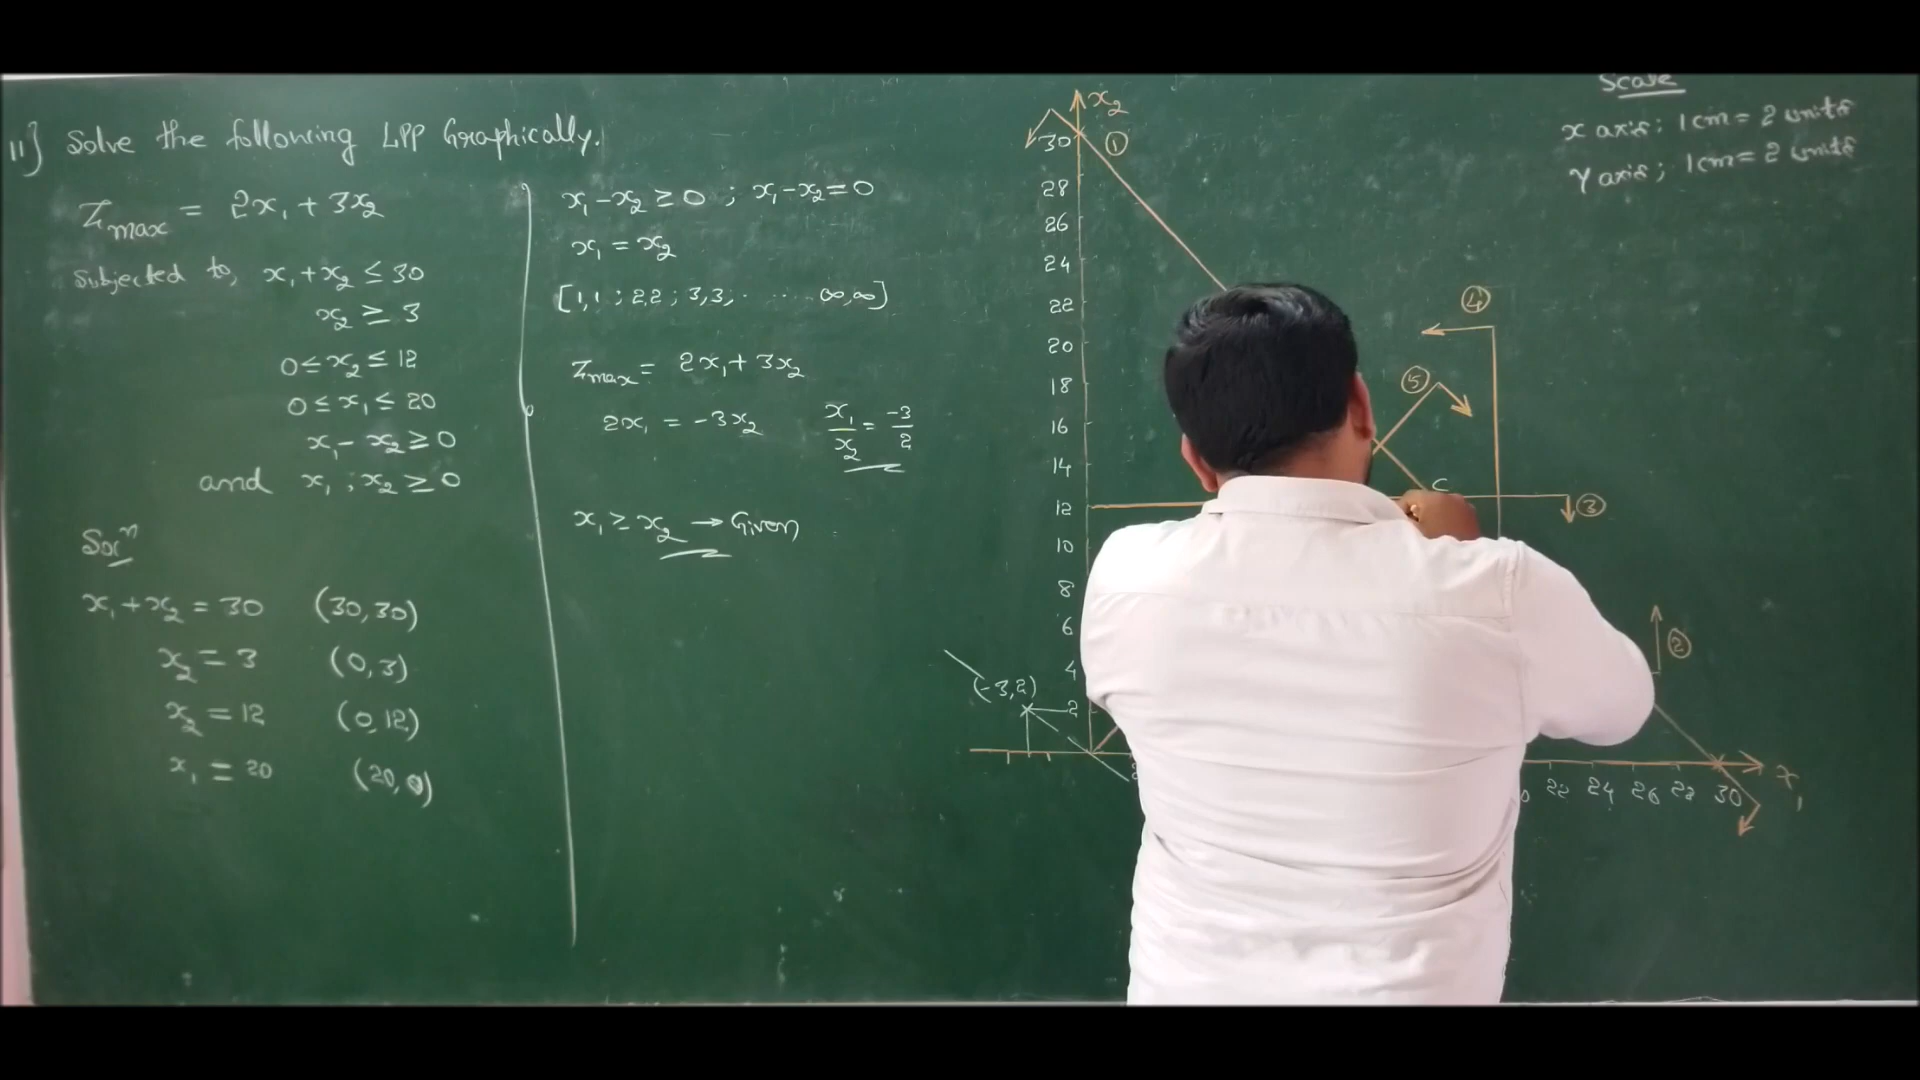 11] Solve the following LPP Graphically.
Zmax = 2x₁ + 3x₂
Subjected to, x₁ + x₂ ≤ 30
x₂ ≥ 3
0 ≤ x₂ ≤ 12
0 ≤ x₁ ≤ 20
x₁ - x₂ ≥ 0
and x₁ ; x₂ ≥ 0
Solⁿ
x₁ + x₂ = 30 (30,30)
x₂ = 3 (0,3)
x₂ = 12 (0,12)
x₁ = 20 (20,0)
x₁ - x₂ ≥ 0 ; x₁ - x₂ = 0
x₁ = x₂
[1,1 ; 2,2 ; 3,3, . ..... ∞,∞]
Zmax = 2x₁ + 3x₂
2x₁ = -3x₂ x₁/x₂ = -3/2
x₁ ≥ x₂ → Given
Scale
x axis ; 1cm = 2 units
Y axis ; 1cm = 2 units
x₂
30 ①
28
26
24
22 ④
20
18 ⑤
16
14 C
12 ③
10
8
6 ②
4
(-3,2) 2
22 24 26 28 30 x₁